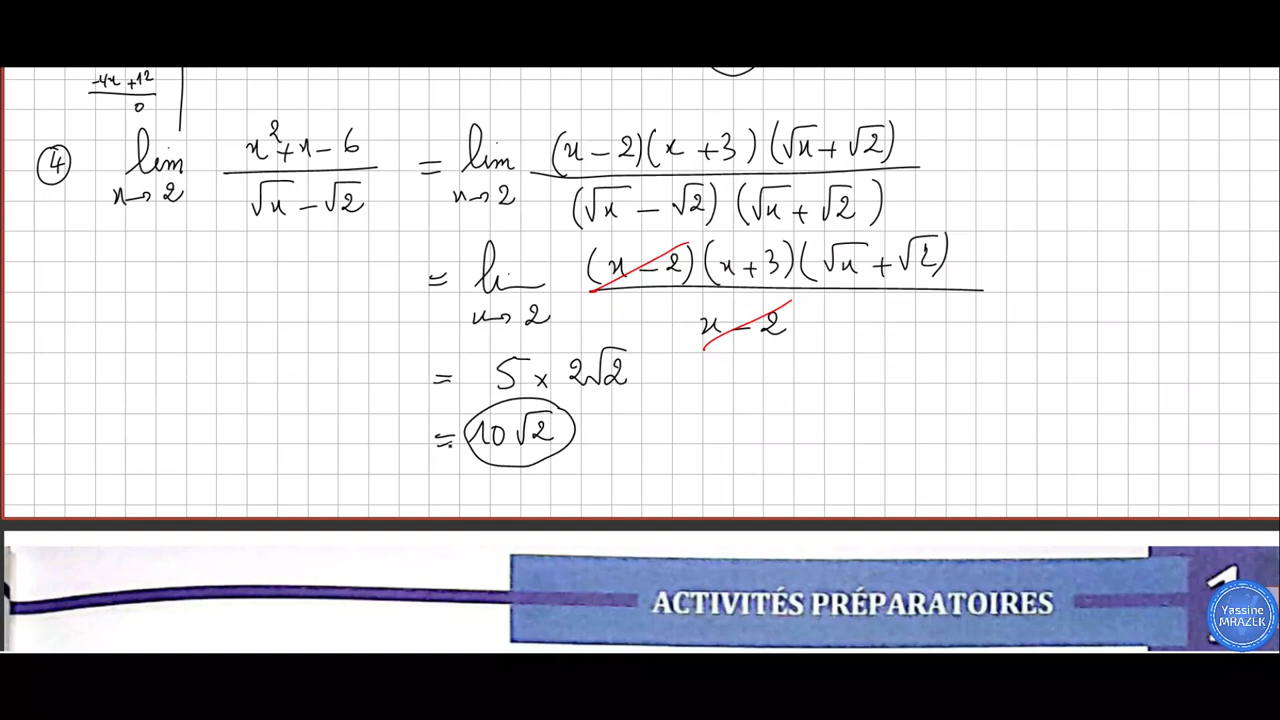 -4x + 12
0
④ lim x→2 (x² + x - 6)/(√x - √2) = lim x→2 ((x - 2)(x + 3)(√x + √2))/((√x - √2)(√x + √2))
= lim x→2 ((x - 2)(x + 3)(√x + √2))/(x - 2)
= 5 × 2√2
= 10√2
ACTIVITÉS PRÉPARATOIRES
Yassine
MRAZEK